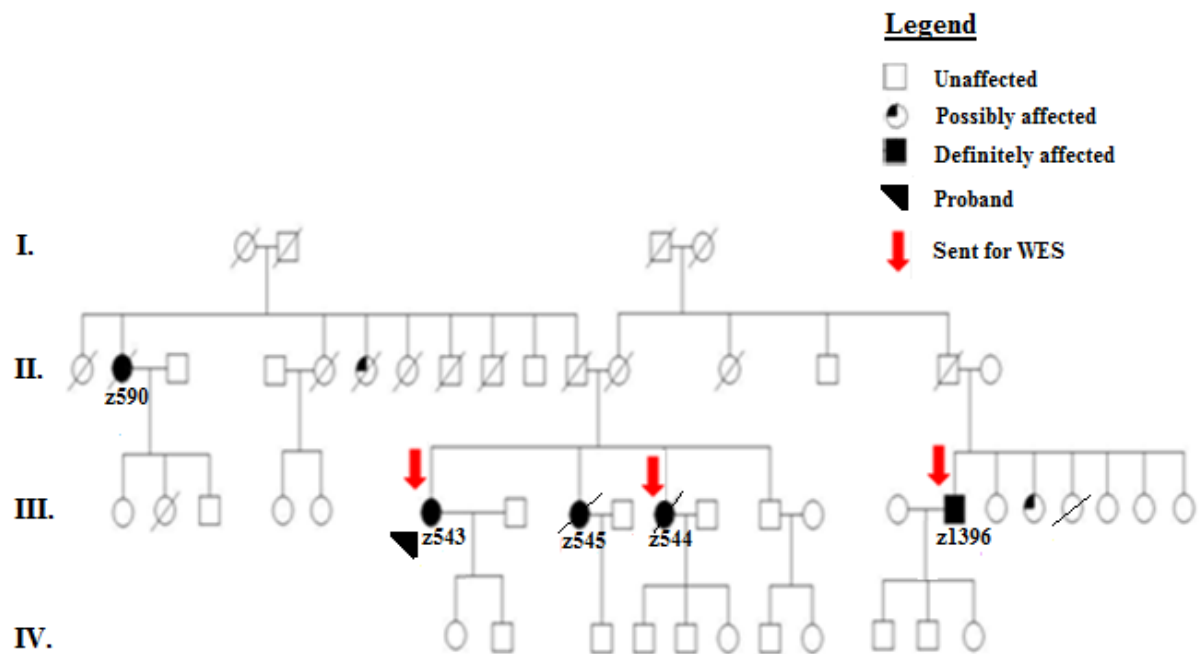 Legend
Unaffected
Possibly affected
Definitely affected
Proband
Sent for WES
I.
II.
z590
III.
z543
z545
z544
z1396
IV.